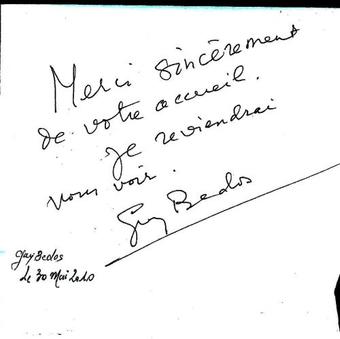 Merci sincèrement
de votre accueil.
Je reviendrai
vous voir.
Guy Bedos
Guy Bedos
Le 30 Mai 2010